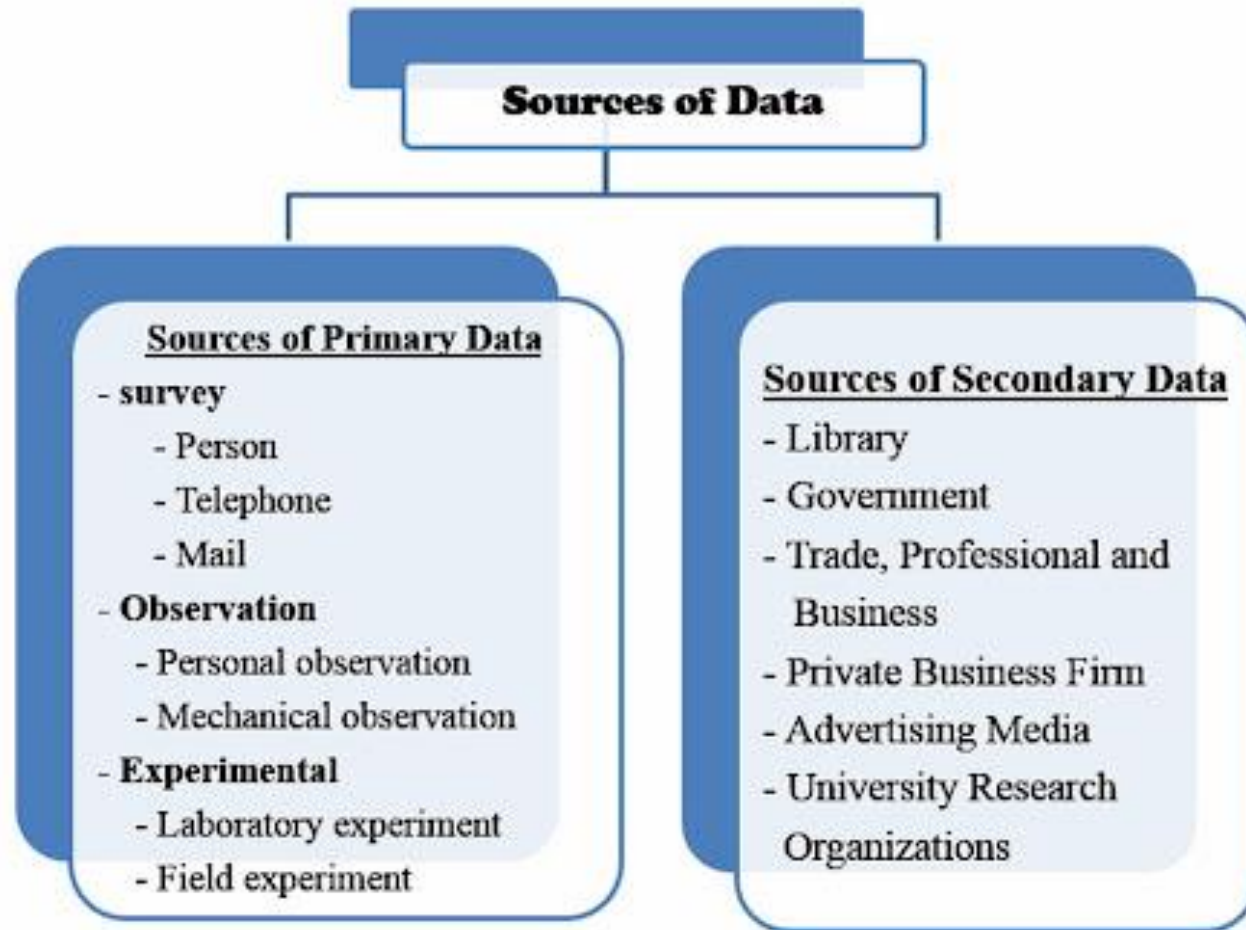 Sources of Data
Sources of Primary Data
- survey
- Person
- Telephone
- Mail
- Observation
- Personal observation
- Mechanical observation
- Experimental
- Laboratory experiment
- Field experiment
Sources of Secondary Data
- Library
- Government
- Trade, Professional and
Business
- Private Business Firm
- Advertising Media
- University Research
Organizations